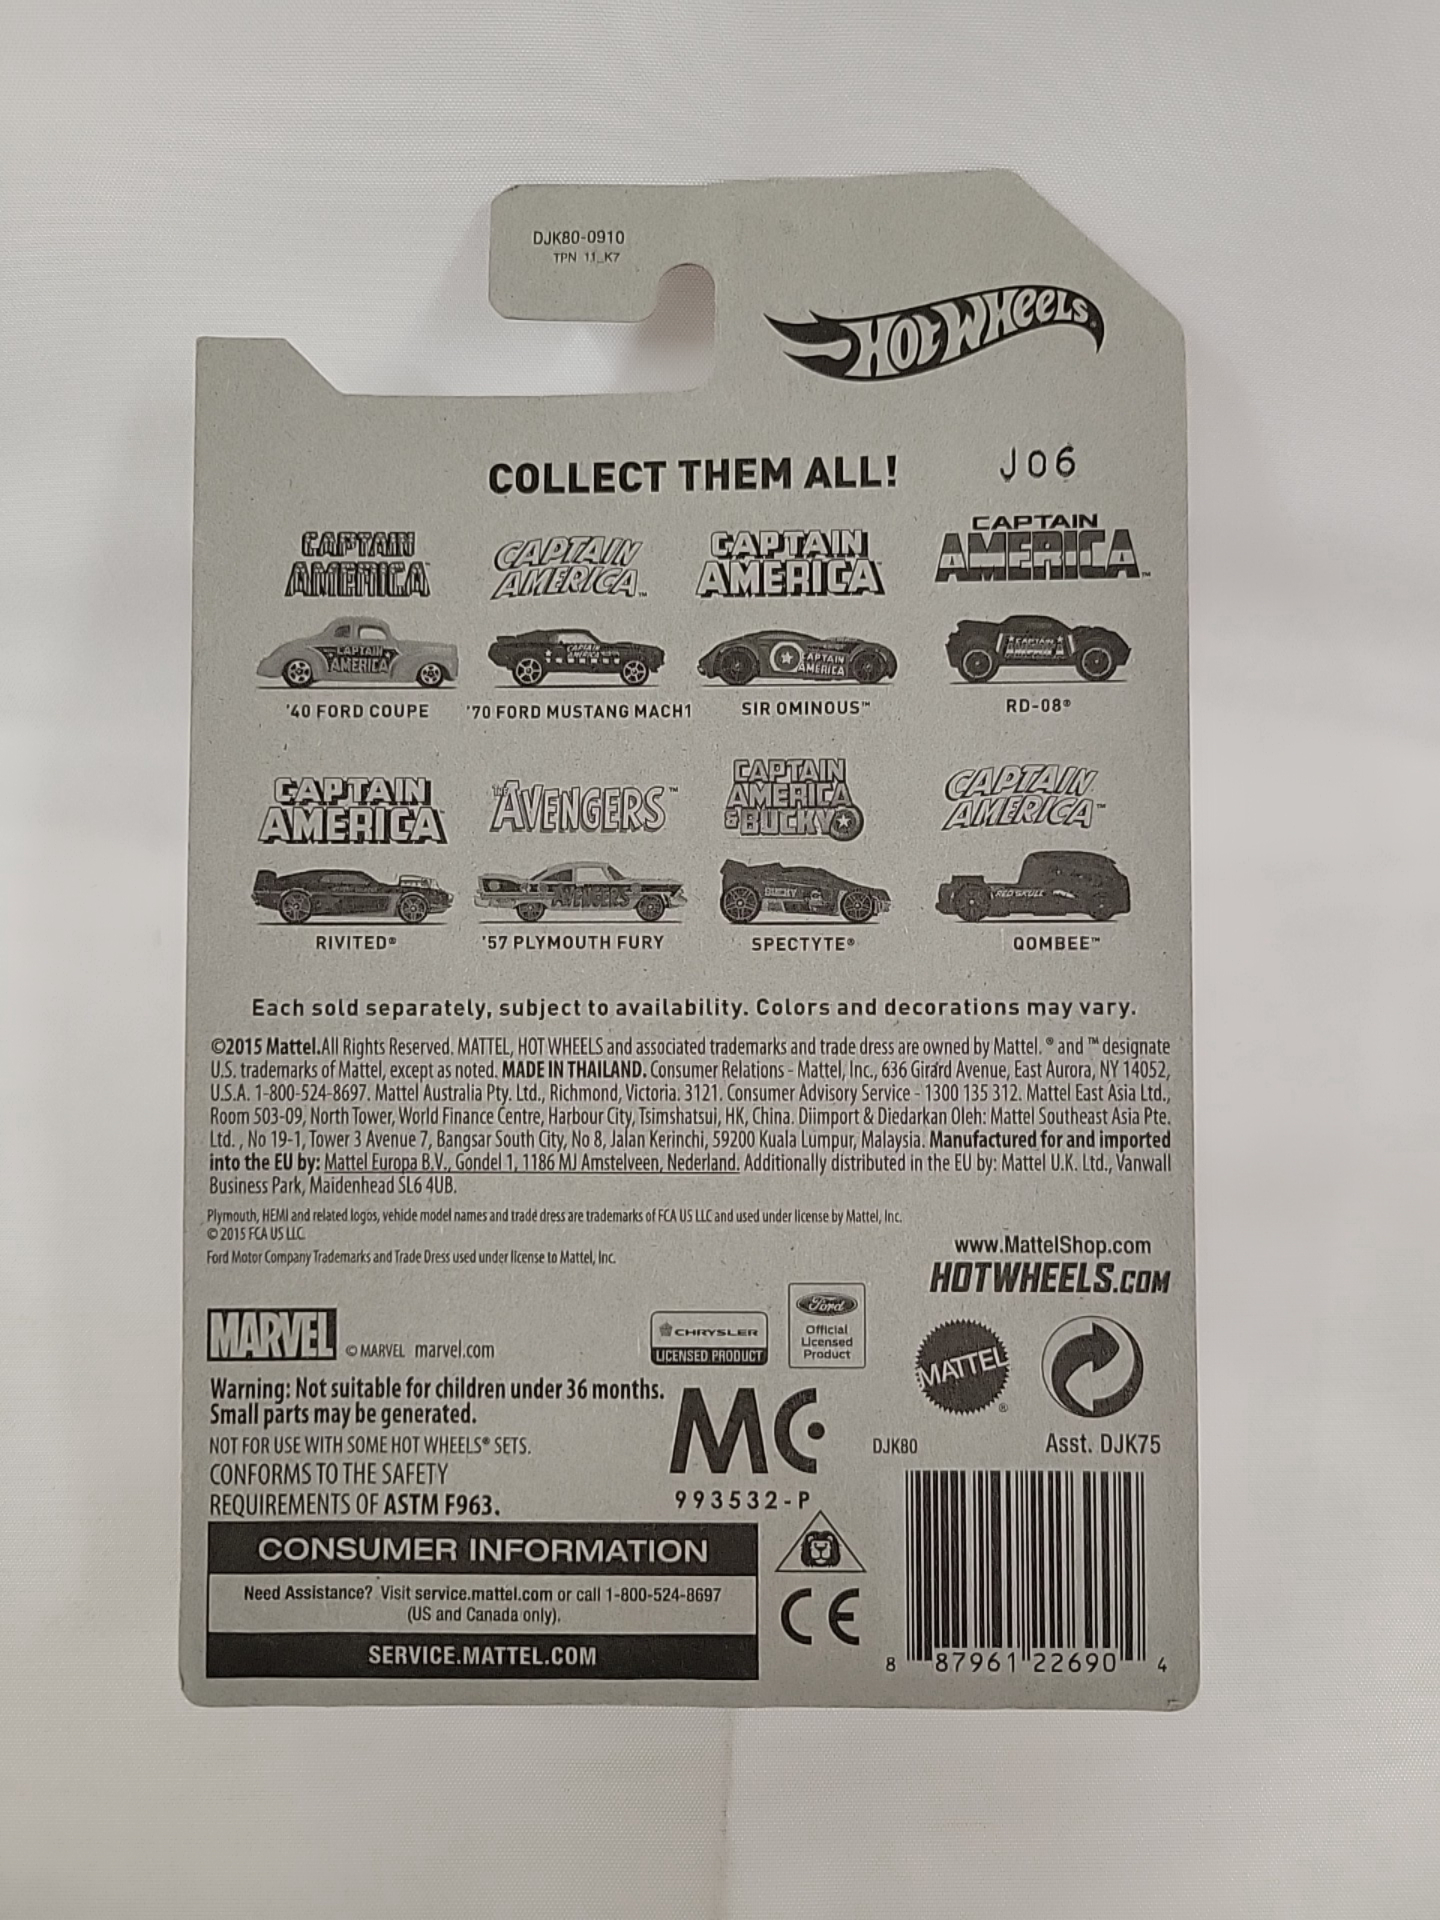 DJK80-0910
TPN 11_K7
HOT WHEELS®
COLLECT THEM ALL!
J06
CAPTAIN AMERICA™
CAPTAIN AMERICA™
CAPTAIN AMERICA
CAPTAIN AMERICA™
CAPTAIN AMERICA
CAPTAIN AMERICA
CAPTAIN AMERICA
CAPTAIN AMERICA
'40 FORD COUPE
'70 FORD MUSTANG MACH1
SIR OMINOUS™
RD-08®
CAPTAIN AMERICA
THE AVENGERS™
CAPTAIN AMERICA & BUCKY
CAPTAIN AMERICA™
AVENGERS
BUCKY
RED SKULL
RIVITED®
'57 PLYMOUTH FURY
SPECTYTE®
QOMBEE™
Each sold separately, subject to availability. Colors and decorations may vary.
©2015 Mattel.All Rights Reserved. MATTEL, HOT WHEELS and associated trademarks and trade dress are owned by Mattel. ® and ™ designate
U.S. trademarks of Mattel, except as noted. MADE IN THAILAND. Consumer Relations - Mattel, Inc., 636 Girard Avenue, East Aurora, NY 14052,
U.S.A. 1-800-524-8697. Mattel Australia Pty. Ltd., Richmond, Victoria. 3121. Consumer Advisory Service - 1300 135 312. Mattel East Asia Ltd.,
Room 503-09, North Tower, World Finance Centre, Harbour City, Tsimshatsui, HK, China. Diimport & Diedarkan Oleh: Mattel Southeast Asia Pte.
Ltd. , No 19-1, Tower 3 Avenue 7, Bangsar South City, No 8, Jalan Kerinchi, 59200 Kuala Lumpur, Malaysia. Manufactured for and imported
into the EU by: Mattel Europa B.V., Gondel 1, 1186 MJ Amstelveen, Nederland. Additionally distributed in the EU by: Mattel U.K. Ltd., Vanwall
Business Park, Maidenhead SL6 4UB.
Plymouth, HEMI and related logos, vehicle model names and trade dress are trademarks of FCA US LLC and used under license by Mattel, Inc.
© 2015 FCA US LLC.
Ford Motor Company Trademarks and Trade Dress used under license to Mattel, Inc.
www.MattelShop.com
HOTWHEELS.COM
MARVEL
© MARVEL marvel.com
CHRYSLER
LICENSED PRODUCT
Ford
Official
Licensed
Product
MATTEL®
Warning: Not suitable for children under 36 months.
Small parts may be generated.
NOT FOR USE WITH SOME HOT WHEELS® SETS.
CONFORMS TO THE SAFETY
REQUIREMENTS OF ASTM F963.
MC
993532-P
DJK80
Asst. DJK75
CONSUMER INFORMATION
Need Assistance? Visit service.mattel.com or call 1-800-524-8697
(US and Canada only).
SERVICE.MATTEL.COM
CE
8 87961 22690 4